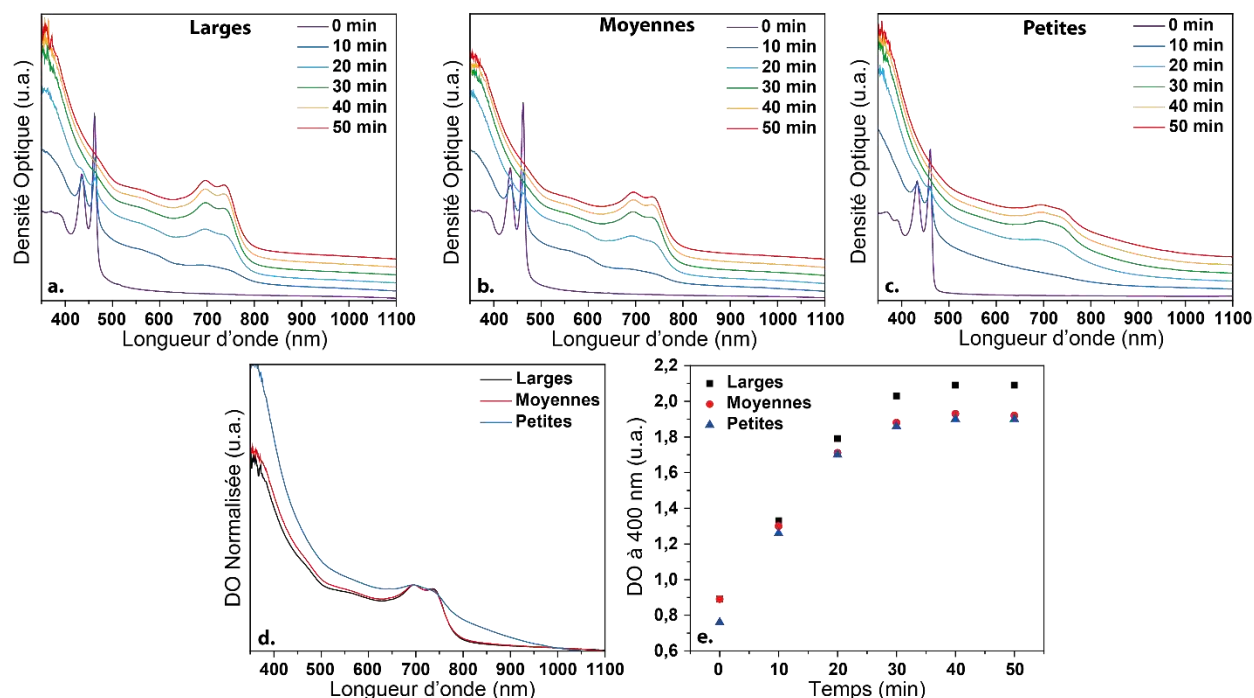 Larges
0 min
10 min
20 min
30 min
40 min
50 min
Densité Optique (u.a.)
a.
400 500 600 700 800 900 1000 1100
Longueur d'onde (nm)
Moyennes
0 min
10 min
20 min
30 min
40 min
50 min
Densité Optique (u.a.)
b.
400 500 600 700 800 900 1000 1100
Longueur d'onde (nm)
Petites
0 min
10 min
20 min
30 min
40 min
50 min
Densité Optique (u.a.)
c.
400 500 600 700 800 900 1000 1100
Longueur d'onde (nm)
Larges
Moyennes
Petites
DO Normalisée (u.a.)
d.
400 500 600 700 800 900 1000 1100
Longueur d'onde (nm)
Larges
Moyennes
Petites
DO à 400 nm (u.a.)
2,2
2,0
1,8
1,6
1,4
1,2
1,0
0,8
0,6
e.
0 10 20 30 40 50
Temps (min)